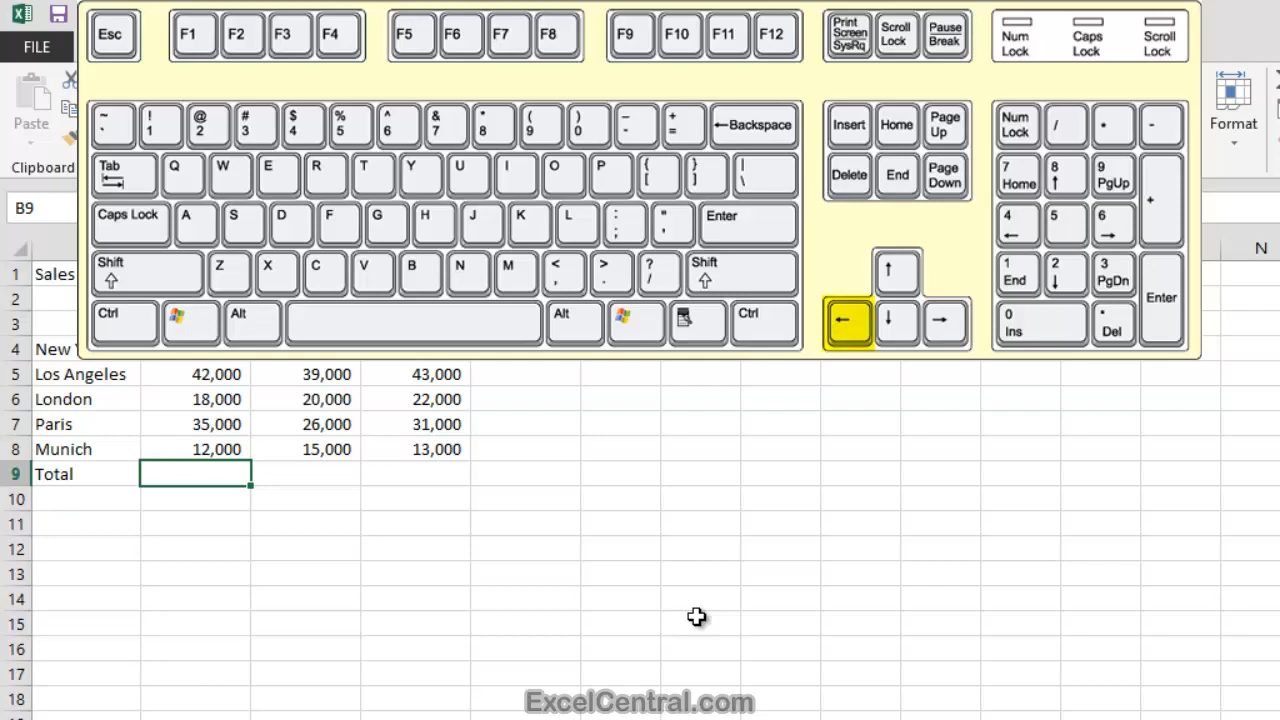 FILE
Paste
Clipboard
Format
B9
N
Esc F1 F2 F3 F4 F5 F6 F7 F8 F9 F10 F11 F12 Print Screen SysRq Scroll Lock Pause Break Num Lock Caps Lock Scroll Lock
~ ` ! 1 @ 2 # 3 $ 4 % 5 ^ 6 & 7 * 8 ( 9 ) 0 _ - + = ←Backspace Insert Home Page Up Num Lock / * -
Tab Q W E R T Y U I O P { [ } ] | \ Delete End Page Down 7 Home 8 ↑ 9 PgUp +
Caps Lock A S D F G H J K L : ; " ' Enter 4 ← 5 6 →
Shift Z X C V B N M < , > . ? / Shift ↑ 1 End 2 ↓ 3 PgDn Enter
Ctrl Alt Alt Ctrl ← ↓ → 0 Ins • Del
1 Sales
2
3
4 New
5 Los Angeles 42,000 39,000 43,000
6 London 18,000 20,000 22,000
7 Paris 35,000 26,000 31,000
8 Munich 12,000 15,000 13,000
9 Total
10
11
12
13
14
15
16
17
18
ExcelCentral.com